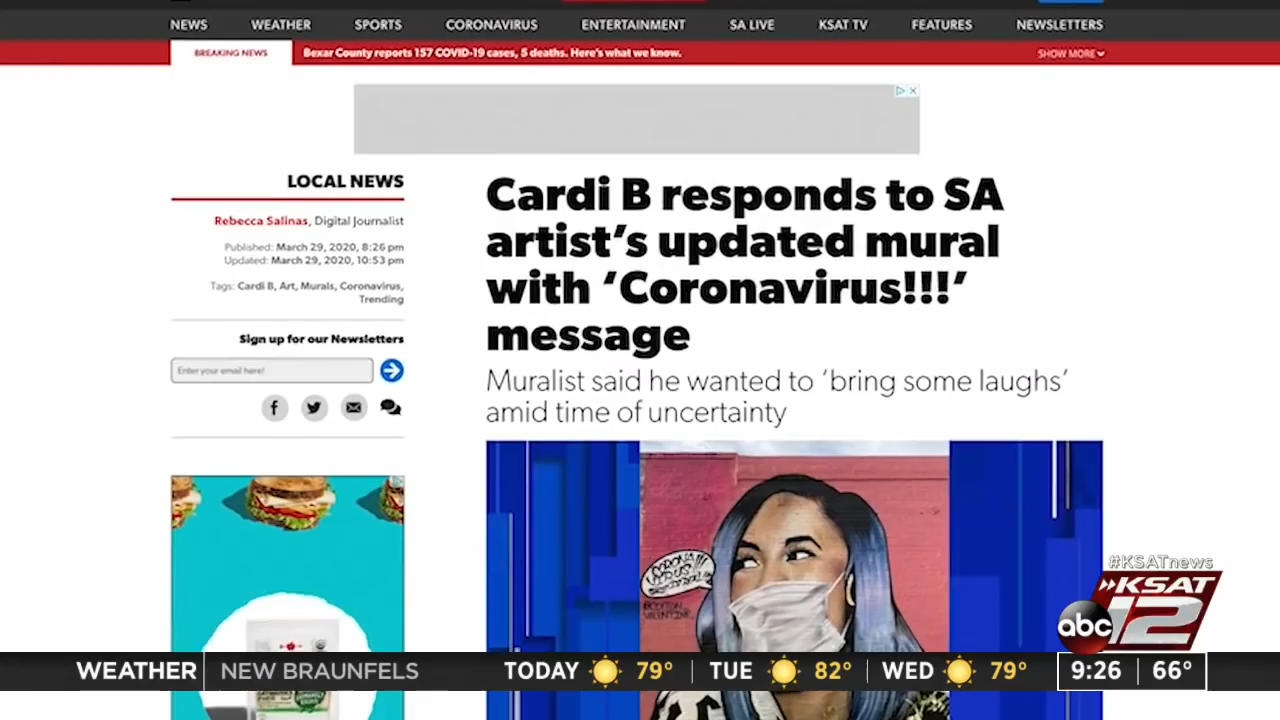 NEWS WEATHER SPORTS CORONAVIRUS ENTERTAINMENT SA LIVE KSAT TV FEATURES NEWSLETTERS
BREAKING NEWS Bexar County reports 157 COVID-19 cases, 5 deaths. Here's what we know. SHOW MORE
LOCAL NEWS
Rebecca Salinas, Digital Journalist
Published: March 29, 2020, 8:26 pm
Updated: March 29, 2020, 10:53 pm
Tags: Cardi B, Art, Murals, Coronavirus,
Trending
Sign up for our Newsletters
Enter your email here!
Cardi B responds to SA
artist's updated mural
with 'Coronavirus!!!'
message
Muralist said he wanted to 'bring some laughs'
amid time of uncertainty
CORONA
VIRUS
#KSATnews
KSAT
abc 12
WEATHER NEW BRAUNFELS TODAY 79° TUE 82° WED 79° 9:26 66°